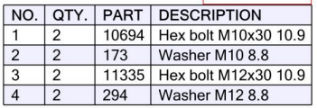 NO. QTY. PART DESCRIPTION
1 2 10694 Hex bolt M10x30 10.9
2 2 173 Washer M10 8.8
3 2 11335 Hex bolt M12x30 10.9
4 2 294 Washer M12 8.8